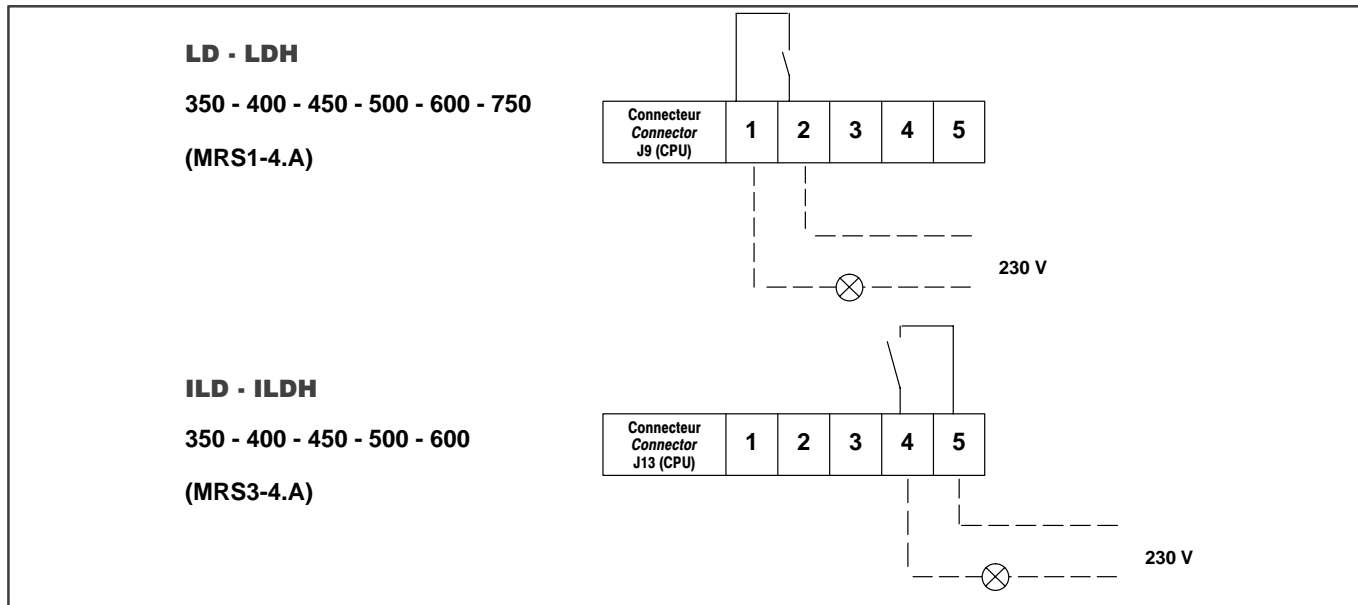 LD - LDH
350 - 400 - 450 - 500 - 600 - 750
(MRS1-4.A)
Connecteur
Connector
J9 (CPU)
1 2 3 4 5
230 V
ILD - ILDH
350 - 400 - 450 - 500 - 600
(MRS3-4.A)
Connecteur
Connector
J13 (CPU)
1 2 3 4 5
230 V